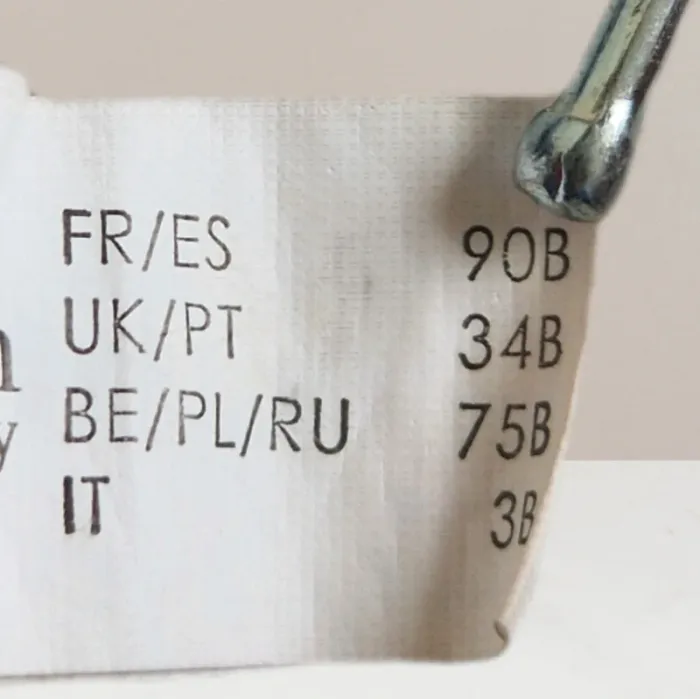 FR/ES 90B
UK/PT 34B
BE/PL/RU 75B
IT 3B